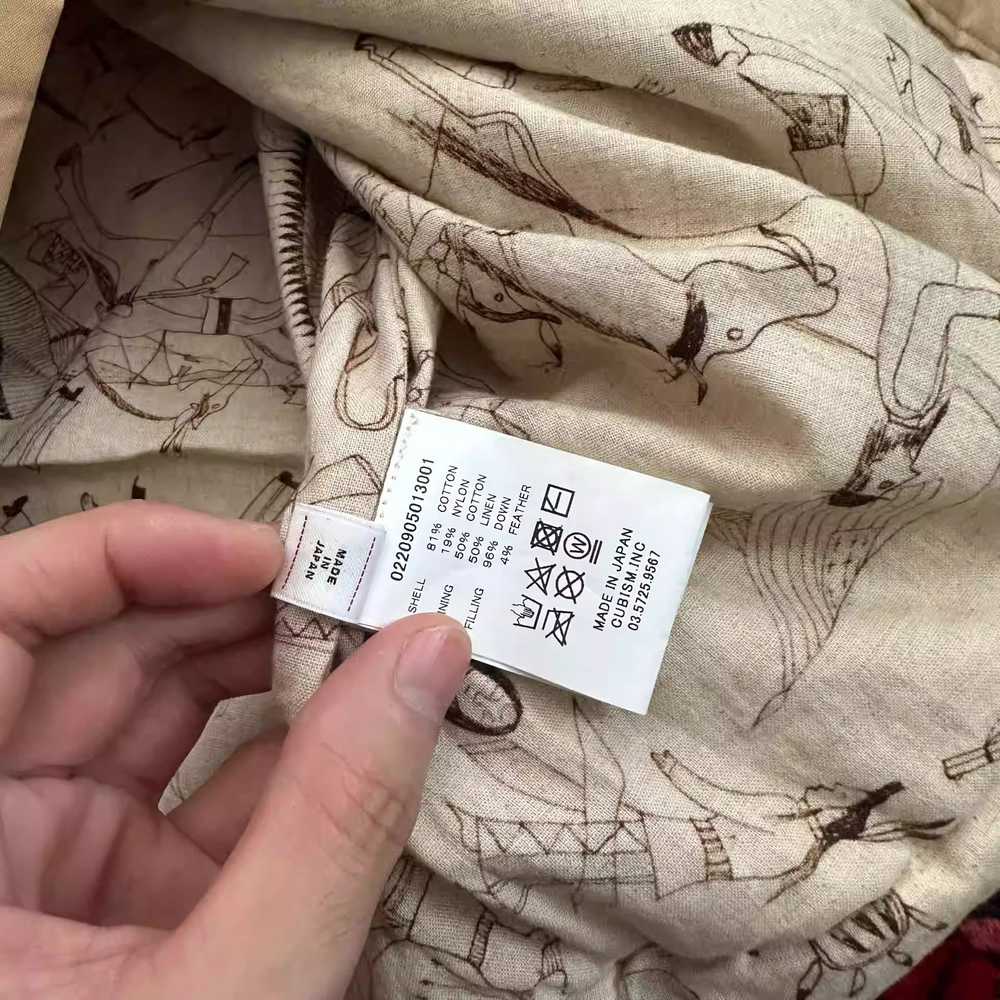 MADE
IN
JAPAN
0220905013001
SHELL 81% COTTON
19% NYLON
NING 50% COTTON
50% LINEN
FILLING 96% DOWN
4% FEATHER
W
MADE IN JAPAN
CUBISM.INC
03.5725.9567